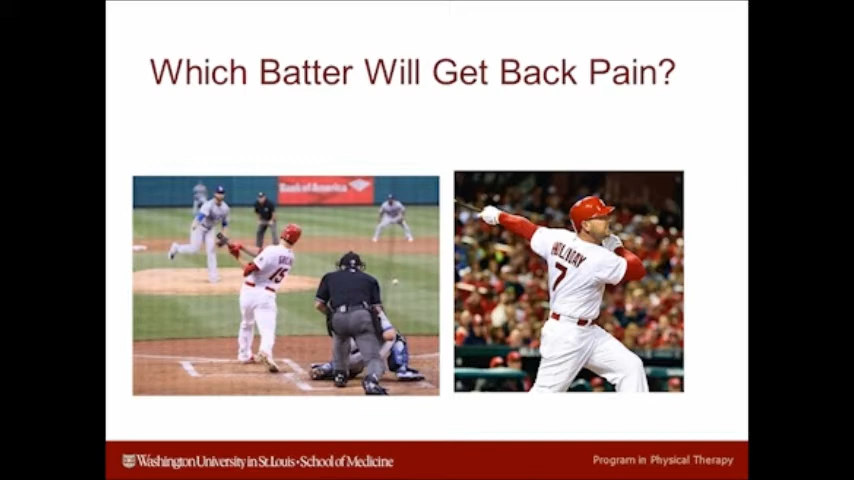 Which Batter Will Get Back Pain?
Bank of America
15
HOLLIDAY
7
Washington University in St. Louis • School of Medicine
Program in Physical Therapy